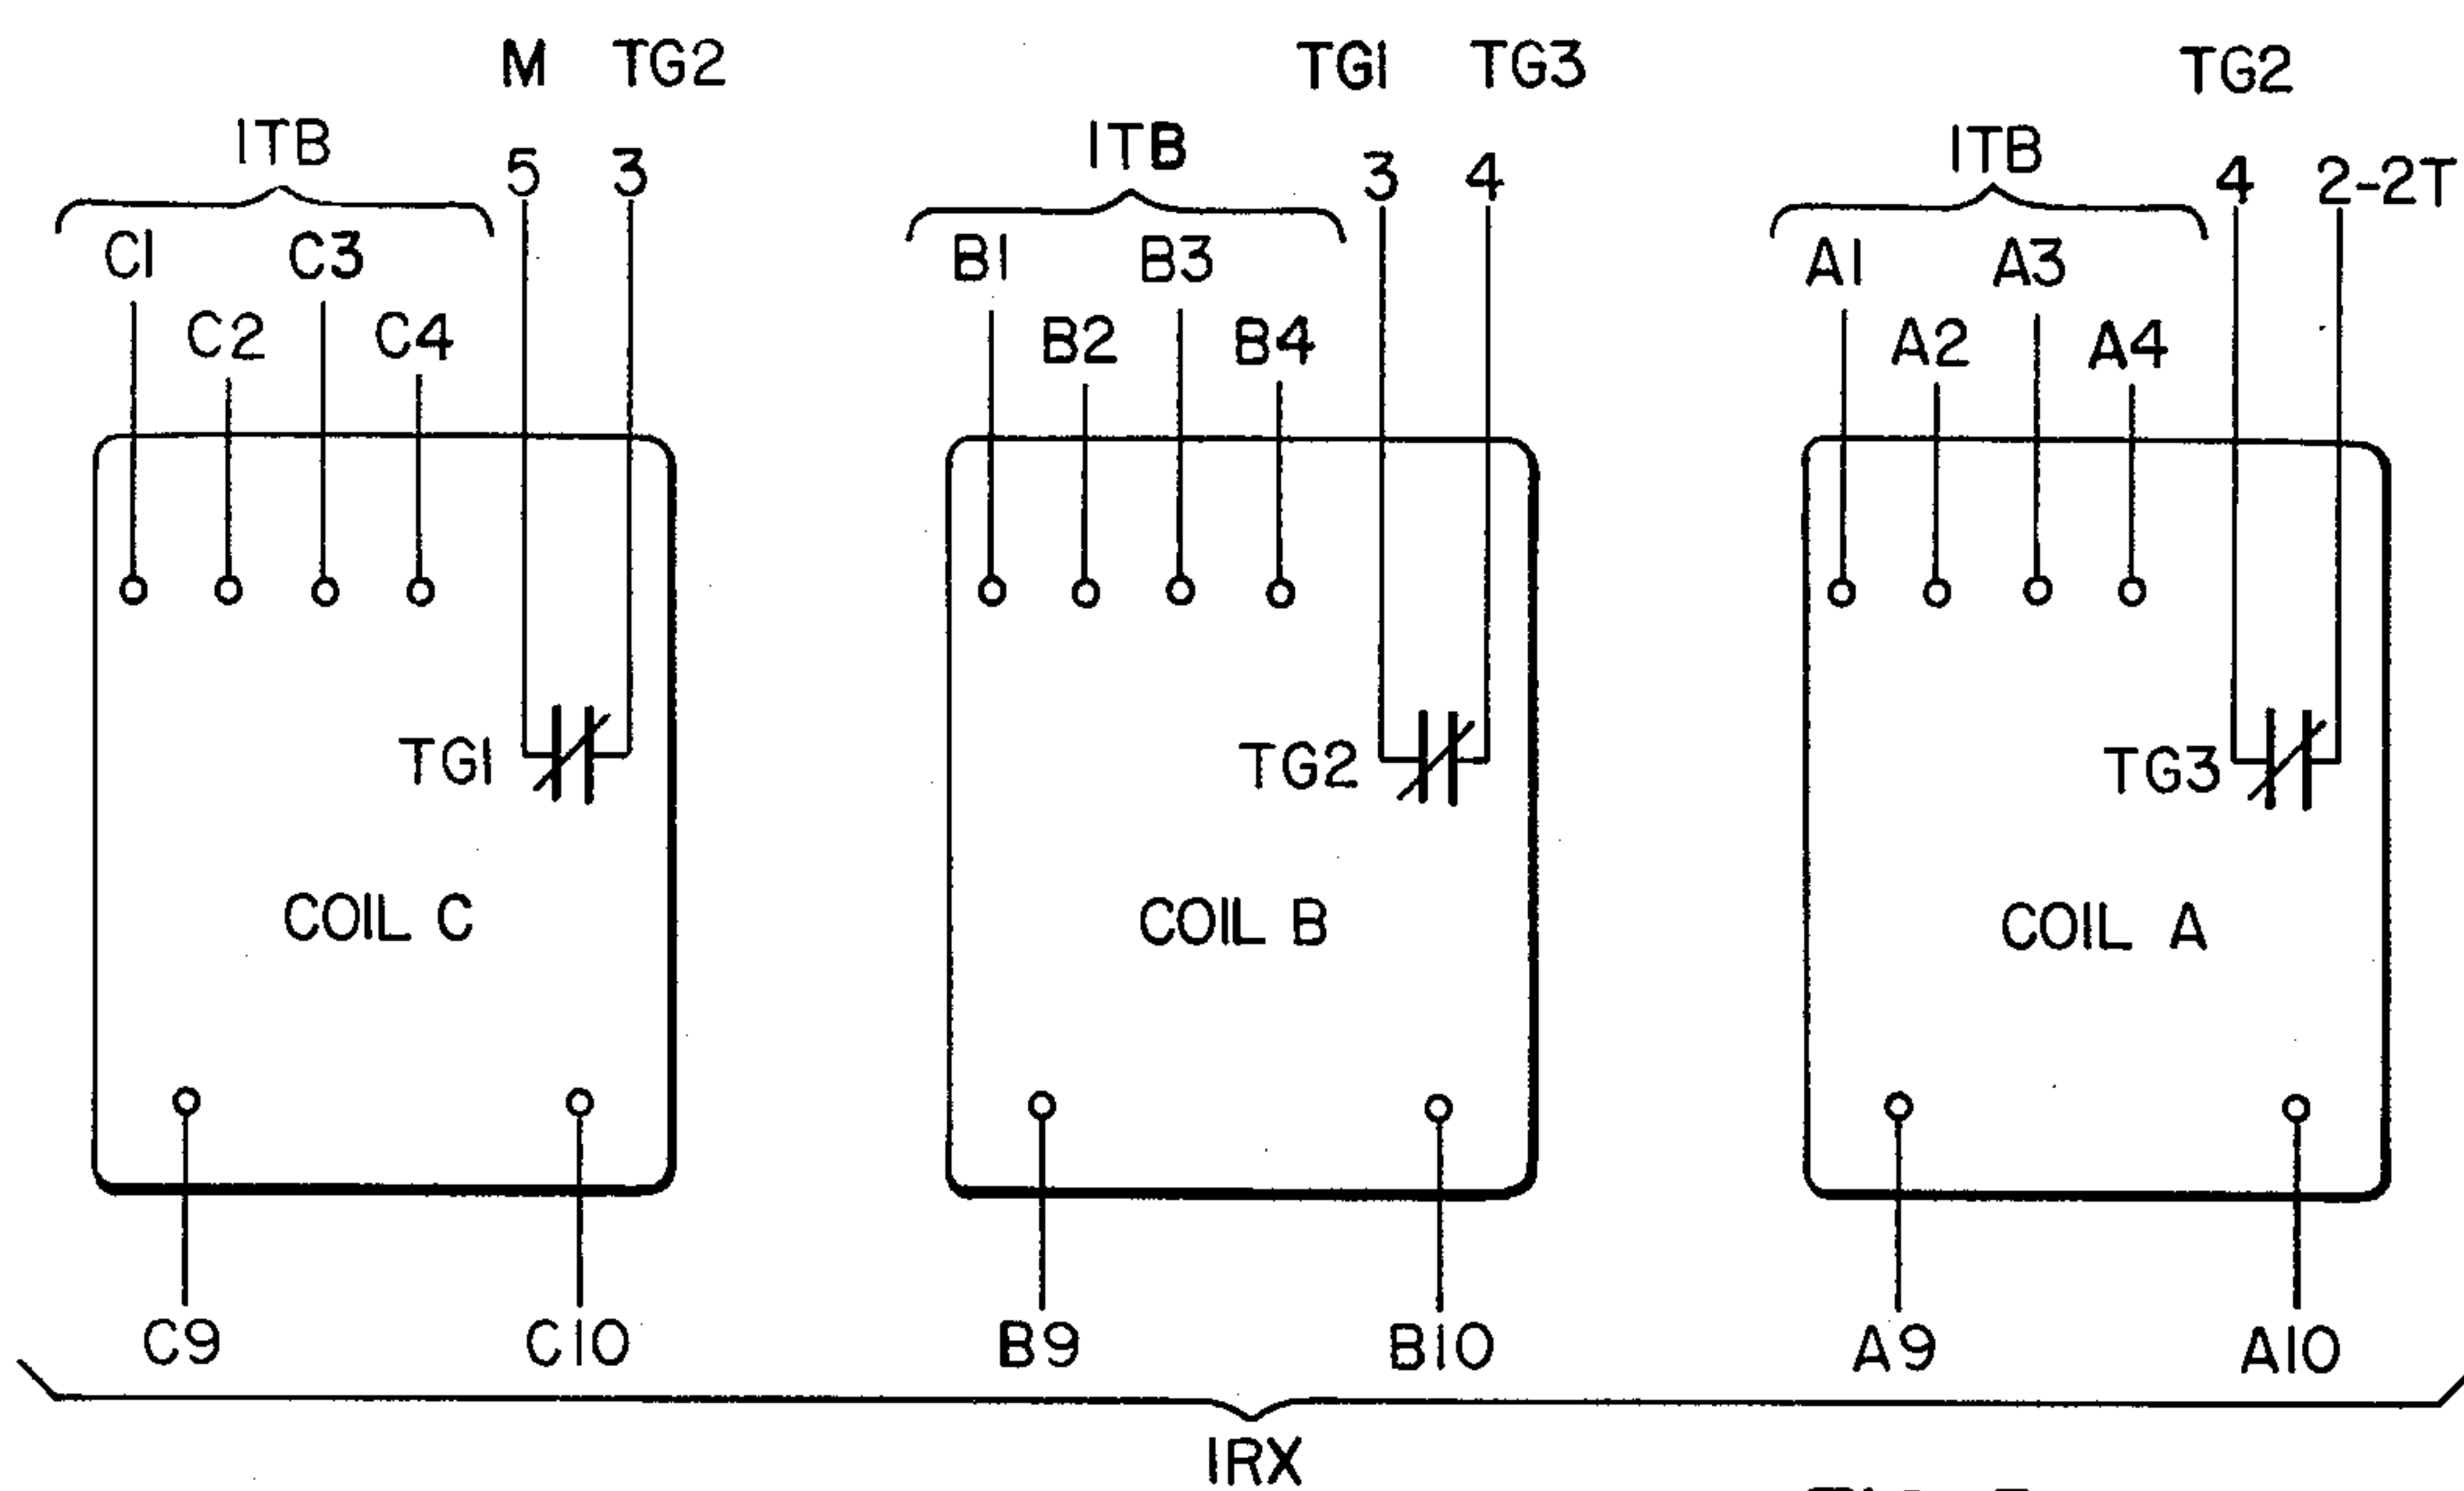 M TG2 TG1 TG3 TG2
1TB 5 3 1TB 3 4 1TB 4 2-2T
C1 C3 B1 B3 A1 A3
C2 C4 B2 B4 A2 A4
TG1 TG2 TG3
COIL C COIL B COIL A
C9 C10 B9 B10 A9 A10
1RX